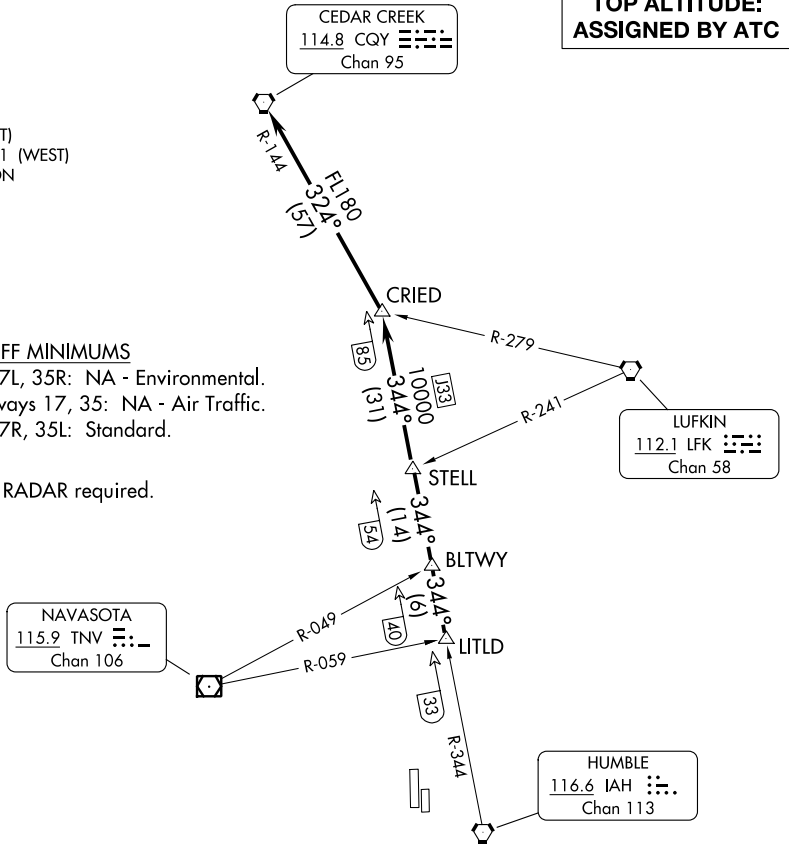 TOP ALTITUDE:
ASSIGNED BY ATC
CEDAR CREEK
114.8 CQY
Chan 95
T)
1 (WEST)
ON
R-144
FL180
324°
(57)
CRIED
R-279
85
10000
344°
(31)
J33
FF MINIMUMS
7L, 35R: NA - Environmental.
vays 17, 35: NA - Air Traffic.
7R, 35L: Standard.
R-241
LUFKIN
112.1 LFK
Chan 58
STELL
RADAR required.
54
344°
(14)
BLTWY
NAVASOTA
115.9 TNV
Chan 106
R-049
40
344°
(6)
LITLD
R-059
33
R-344
HUMBLE
116.6 IAH
Chan 113